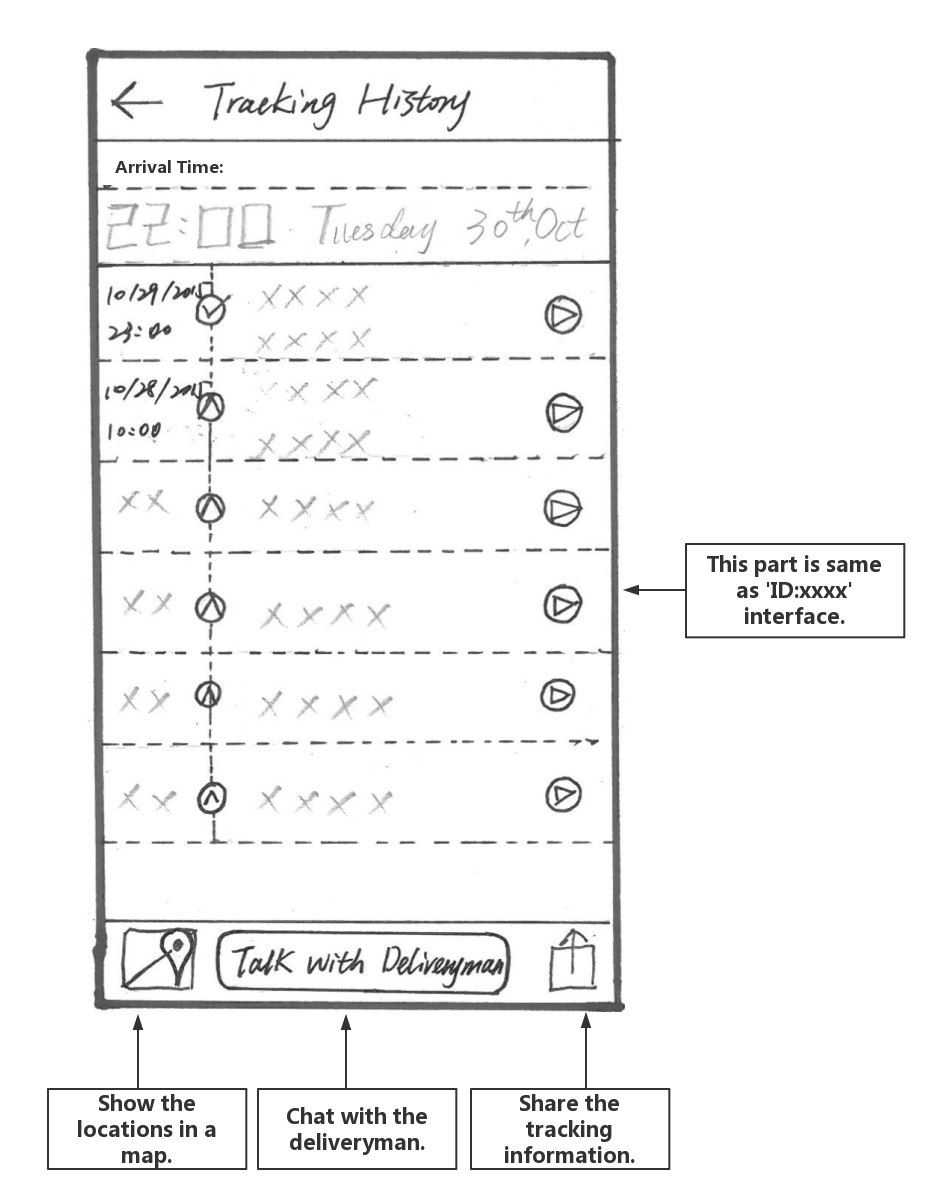 Tracking History
Arrival Time:
22:00 Tuesday 30th, Oct
10/29/2015 xxxx
23:00 xxxx
10/28/2015 xxxx
10:00 xxxx
xx xxxx
xx xxxx
xx xxxx
xx xxxx
This part is same
as 'ID:xxxx'
interface.
Talk with Deliveryman
Show the
locations in a
map.
Chat with the
deliveryman.
Share the
tracking
information.